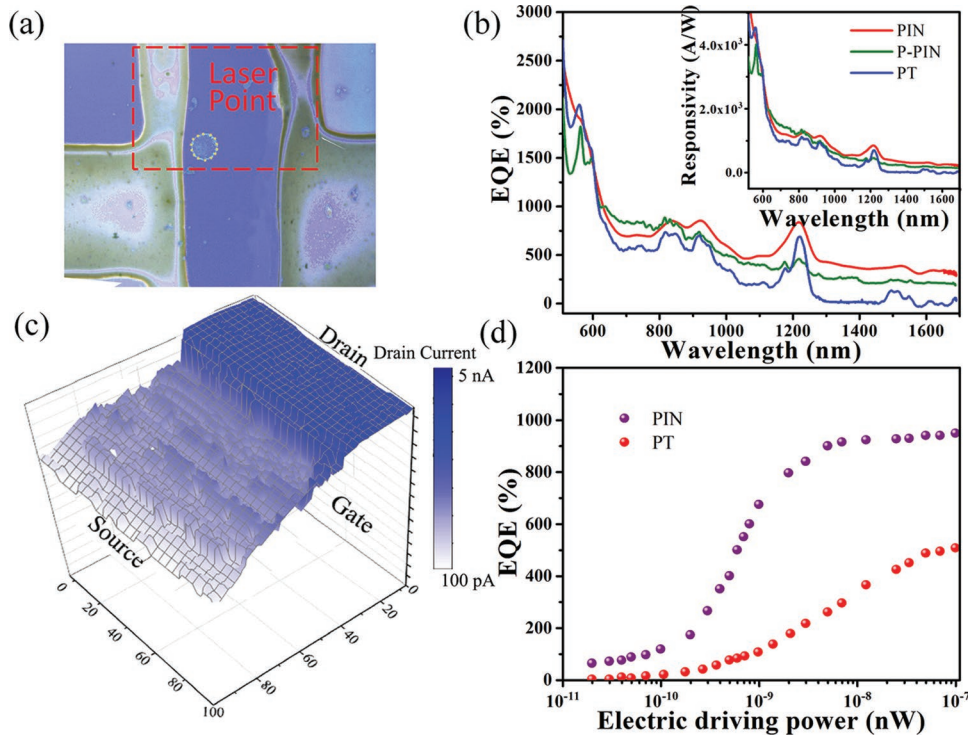 (a)
Laser
Point
(b)
EQE (%)
3000
2500
2000
1500
1000
500
0
600
800
1000
1200
1400
1600
Wavelength (nm)
Responsivity (A/W)
4.0x10³
2.0x10³
0.0
600
800
1000
1200
1400
1600
Wavelength (nm)
PIN
P-PIN
PT
(c)
Drain
Drain Current
5 nA
100 pA
Gate
Source
0
20
40
60
80
100
80
60
40
20
0
0
(d)
EQE (%)
1200
1000
800
600
400
200
0
PIN
PT
10⁻¹¹
10⁻¹⁰
10⁻⁹
10⁻⁸
10⁻⁷
Electric driving power (nW)